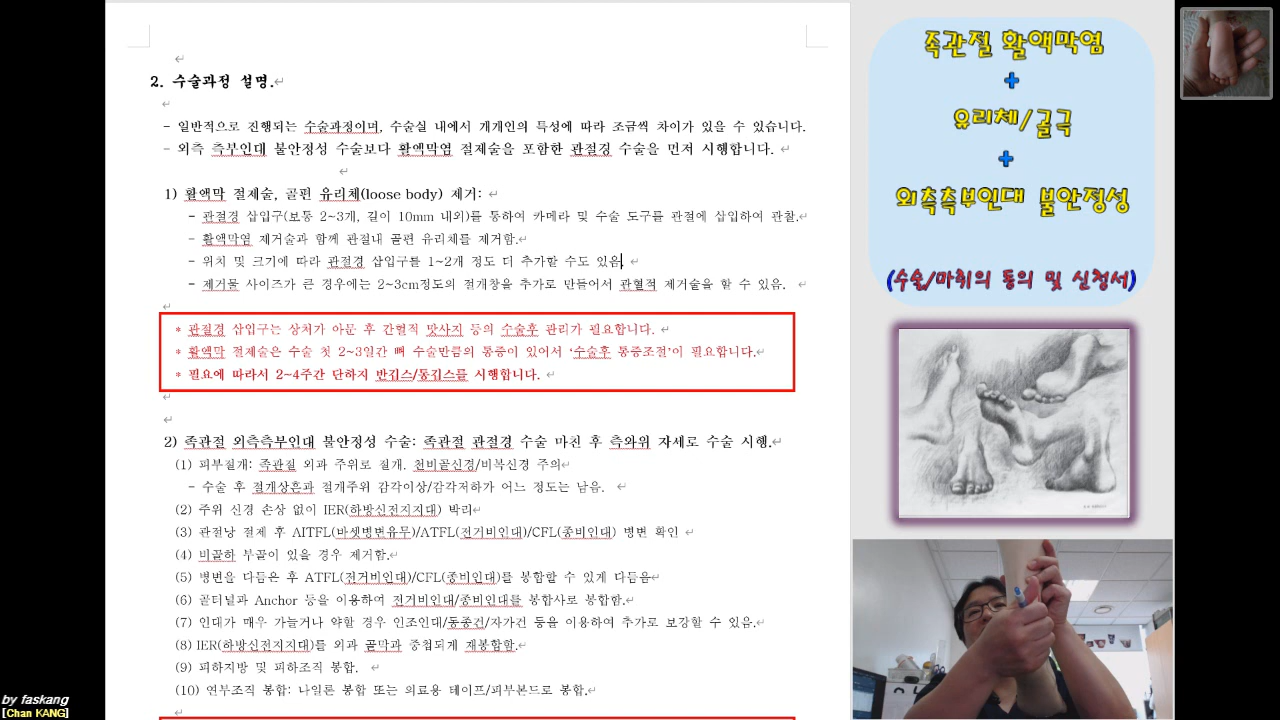 2. 수술과정 설명.
- 일반적으로 진행되는 수술과정이며, 수술실 내에서 개개인의 특성에 따라 조금씩 차이가 있을 수 있습니다.
- 외측 측부인대 불안정성 수술보다 활액막염 절제술을 포함한 관절경 수술을 먼저 시행합니다.
1) 활액막 절제술, 골편 유리체(loose body) 제거:
- 관절경 삽입구(보통 2~3개, 길이 10mm 내외)를 통하여 카메라 및 수술 도구를 관절에 삽입하여 관찰.
- 활액막염 제거술과 함께 관절내 골편 유리체를 제거함.
- 위치 및 크기에 따라 관절경 삽입구를 1~2개 정도 더 추가할 수도 있음.
- 제거물 사이즈가 큰 경우에는 2~3cm정도의 절개창을 추가로 만들어서 관혈적 제거술을 할 수 있음.
* 관절경 삽입구는 상처가 아문 후 간헐적 맛사지 등의 수술후 관리가 필요합니다.
* 활액막 절제술은 수술 첫 2~3일간 뼈 수술만큼의 통증이 있어서 '수술후 통증조절'이 필요합니다.
* 필요에 따라서 2~4주간 단하지 반깁스/통깁스를 시행합니다.
2) 족관절 외측측부인대 불안정성 수술: 족관절 관절경 수술 마친 후 측와위 자세로 수술 시행.
(1) 피부절개: 족관절 외과 주위로 절개. 천비골신경/비복신경 주의
- 수술 후 절개상흔과 절개주위 감각이상/감각저하가 어느 정도는 남음.
(2) 주위 신경 손상 없이 IER(하방신전지지대) 박리
(3) 관절낭 절제 후 AITFL(바셋병변유무)/ATFL(전거비인대)/CFL(종비인대) 병변 확인
(4) 비골하 부골이 있을 경우 제거함.
(5) 병변을 다듬은 후 ATFL(전거비인대)/CFL(종비인대)를 봉합할 수 있게 다듬음
(6) 골터널과 Anchor 등을 이용하여 전거비인대/종비인대를 봉합사로 봉합함.
(7) 인대가 매우 가늘거나 약할 경우 인조인대/동종건/자가건 등을 이용하여 추가로 보강할 수 있음.
(8) IER(하방신전지지대)를 외과 골막과 중첩되게 재봉합함.
(9) 피하지방 및 피하조직 봉합.
(10) 연부조직 봉합: 나일론 봉합 또는 의료용 테이프/피부본드로 봉합.
족관절 활액막염
+
유리체/골극
+
외측측부인대 불안정성
(수술/마취의 동의 및 신청서)
by faskang
[Chan KANG]